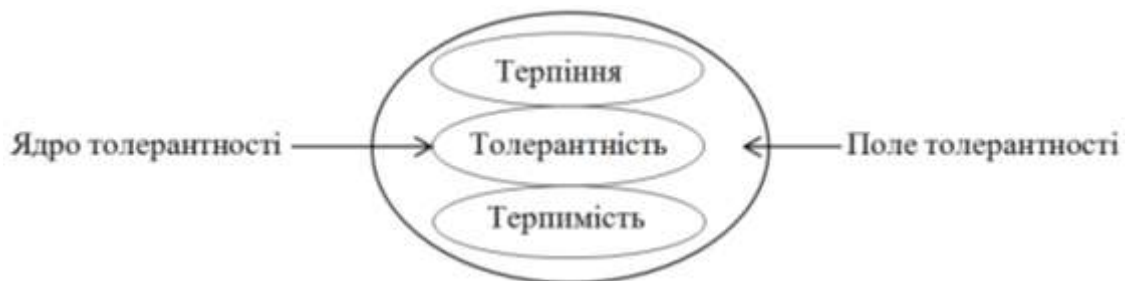 Терпіння
Ядро толерантності
Толерантність
Поле толерантності
Терпимість